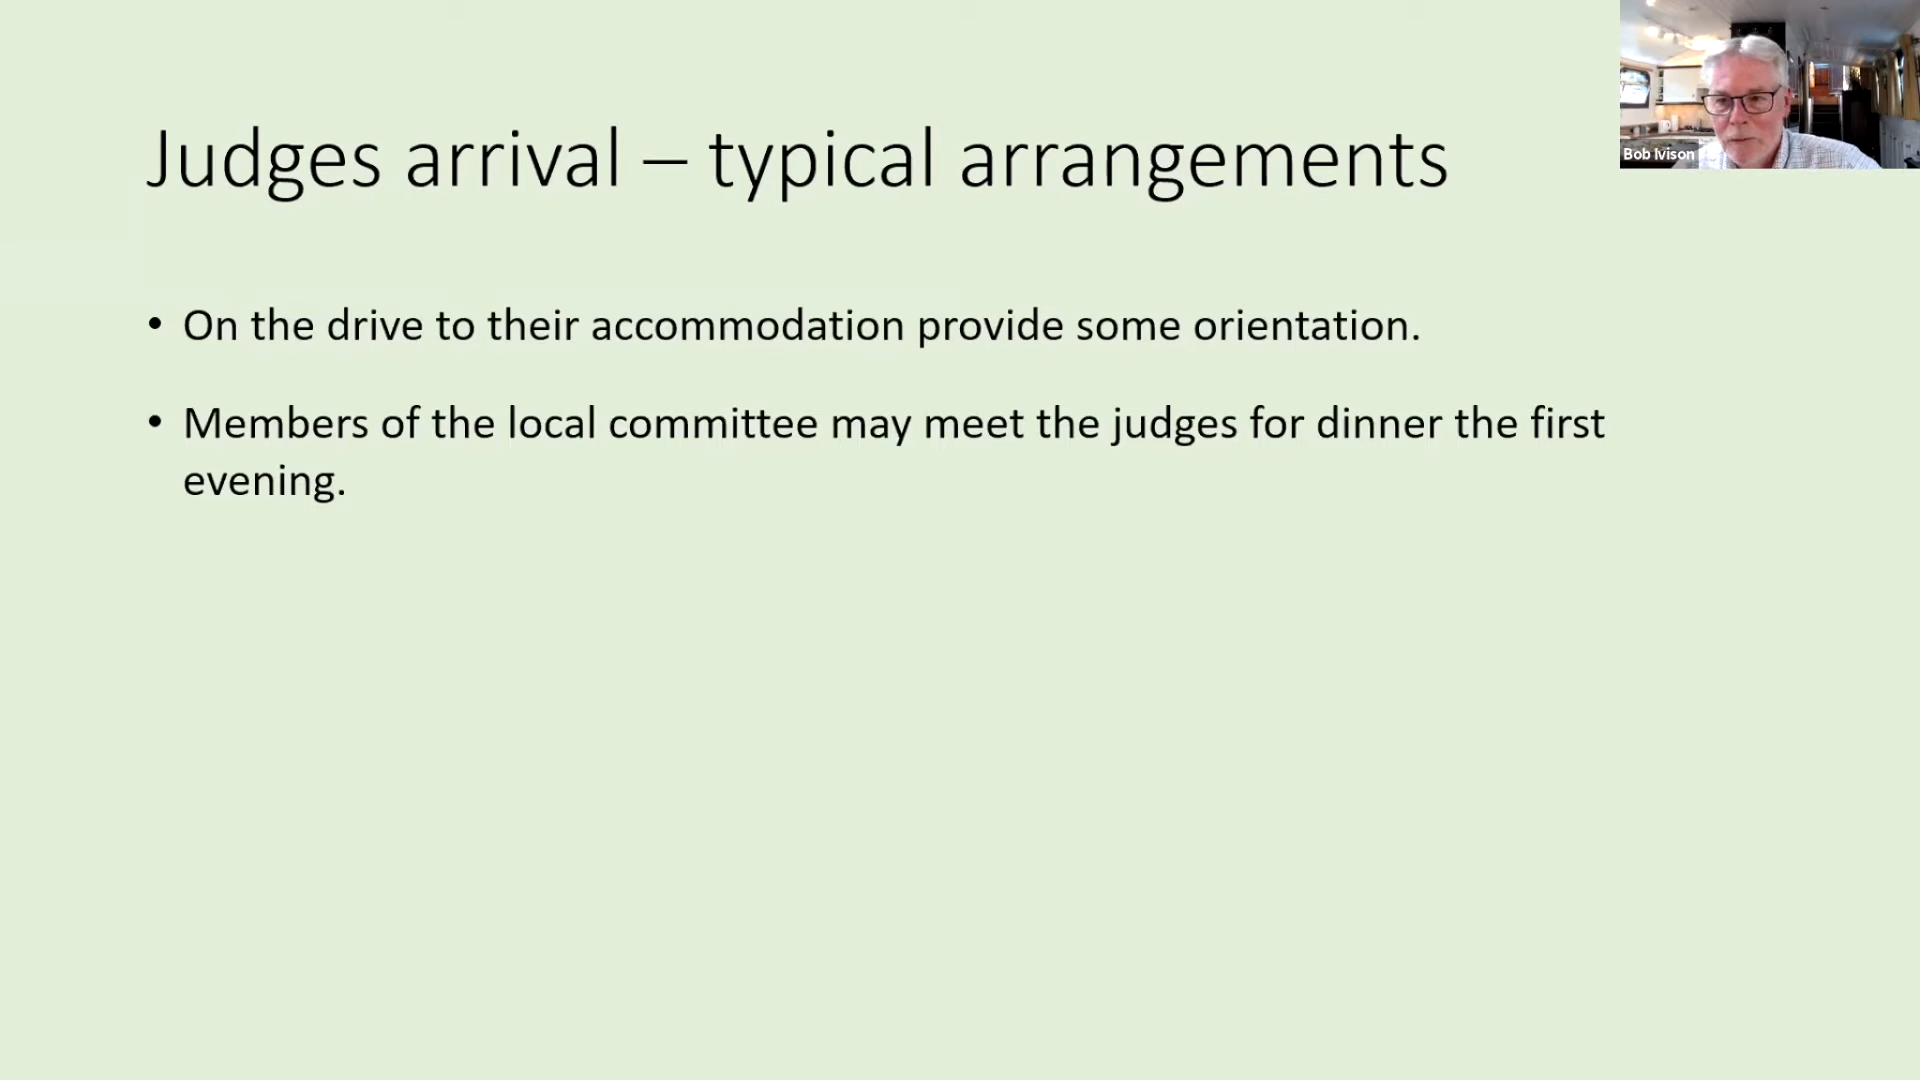 Judges arrival – typical arrangements
Bob Ivison
• On the drive to their accommodation provide some orientation.
• Members of the local committee may meet the judges for dinner the first
evening.